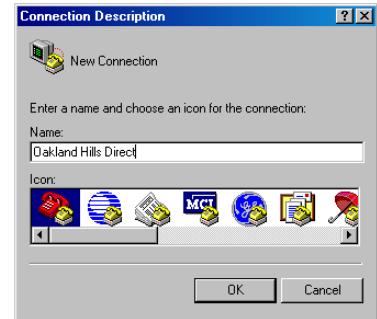 Connection Description
New Connection
Enter a name and choose an icon for the connection:
Name:
Oakland Hills Direct
Icon:
MCI
OK Cancel